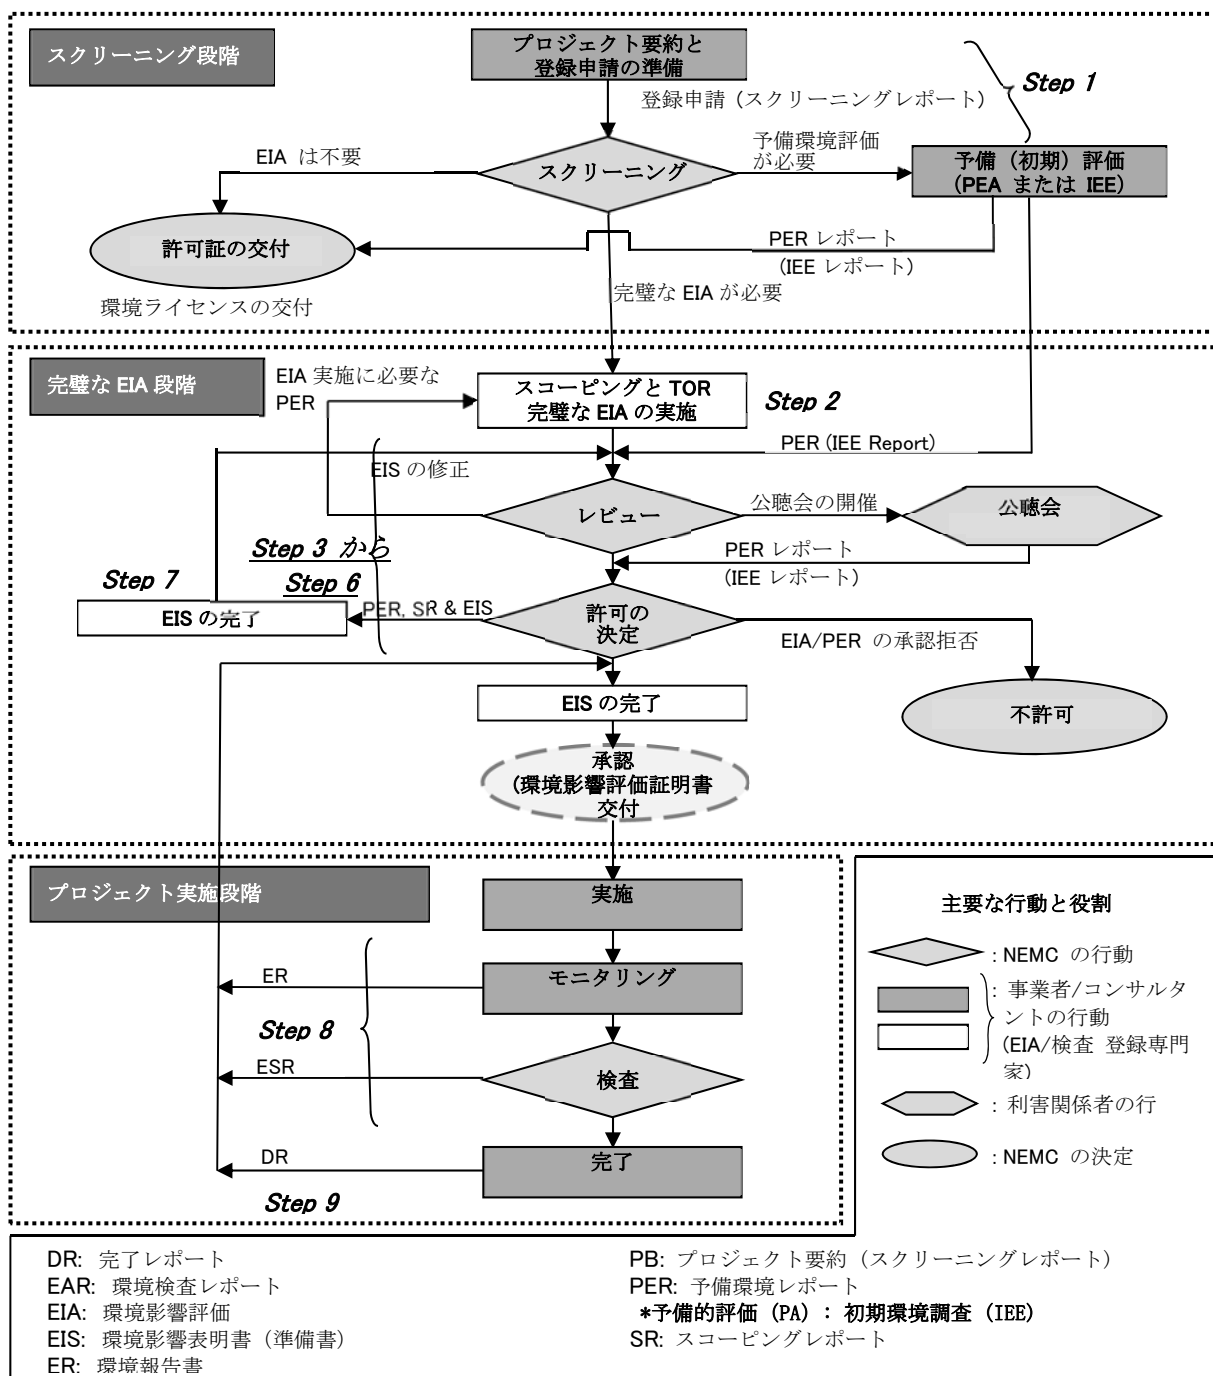 スクリーニング段階
プロジェクト要約と
登録申請の準備
Step 1
登録申請（スクリーニングレポート）
EIA は不要
スクリーニング
予備環境評価
が必要
予備（初期）評価
(PEA または IEE)
許可証の交付
PER レポート
(IEE レポート)
環境ライセンスの交付
完璧な EIA が必要
完璧な EIA 段階
EIA 実施に必要な
PER
スコーピングと TOR
完璧な EIA の実施
Step 2
PER (IEE Report)
EIS の修正
レビュー
公聴会の開催
公聴会
Step 3 から
Step 6
PER レポート
(IEE レポート)
Step 7
EIS の完了
PER, SR & EIS
許可の
決定
EIA/PER の承認拒否
EIS の完了
不許可
承認
(環境影響評価証明書
交付
プロジェクト実施段階
実施
ER
モニタリング
Step 8
ESR
検査
DR
完了
Step 9
主要な行動と役割
: NEMC の行動
: 事業者/コンサルタ
ントの行動
(EIA/検査 登録専門
家)
: 利害関係者の行
: NEMC の決定
DR: 完了レポート
EAR: 環境検査レポート
EIA: 環境影響評価
EIS: 環境影響表明書（準備書）
ER: 環境報告書
PB: プロジェクト要約（スクリーニングレポート）
PER: 予備環境レポート
*予備的評価（PA）: 初期環境調査（IEE）
SR: スコーピングレポート